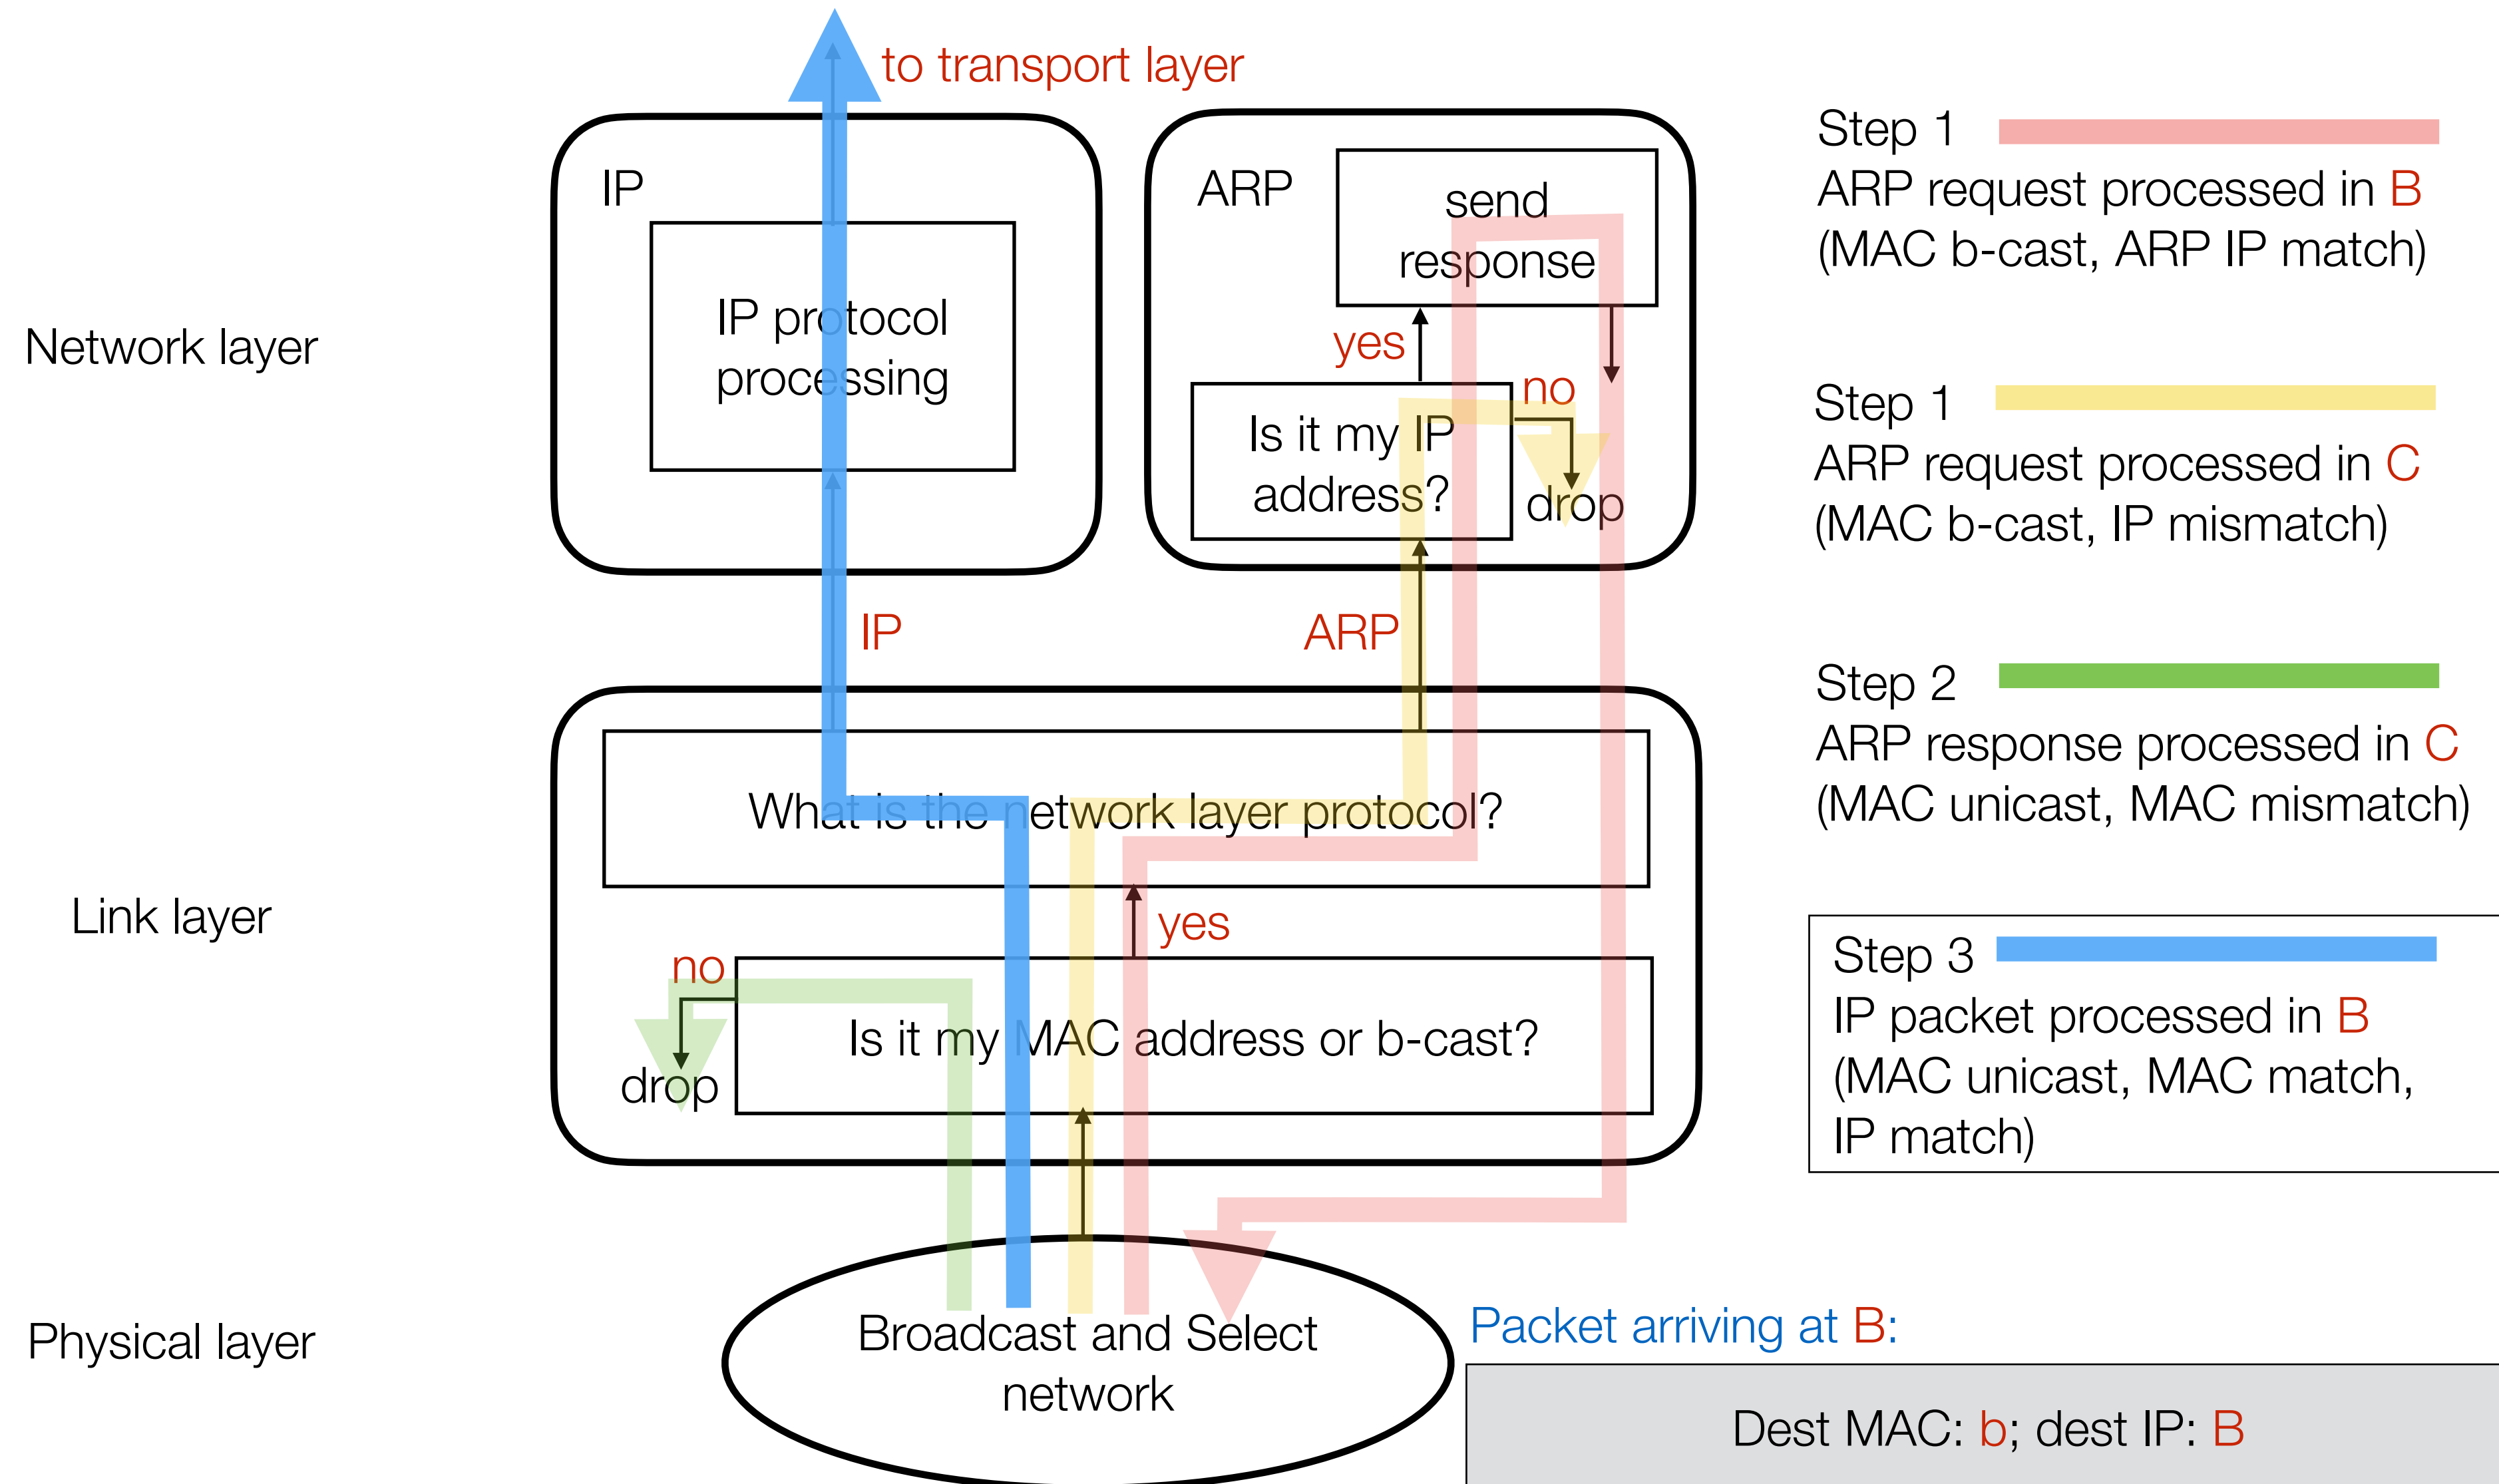 to transport layer
IP
IP protocol
processing
ARP
send
response
yes
no
Is it my IP
address?
drop
Network layer
IP
ARP
What is the network layer protocol?
yes
Link layer
no
Is it my MAC address or b-cast?
drop
Physical layer
Broadcast and Select
network
Step 1
ARP request processed in B
(MAC b-cast, ARP IP match)
Step 1
ARP request processed in C
(MAC b-cast, IP mismatch)
Step 2
ARP response processed in C
(MAC unicast, MAC mismatch)
Step 3
IP packet processed in B
(MAC unicast, MAC match,
IP match)
Packet arriving at B:
Dest MAC: b; dest IP: B